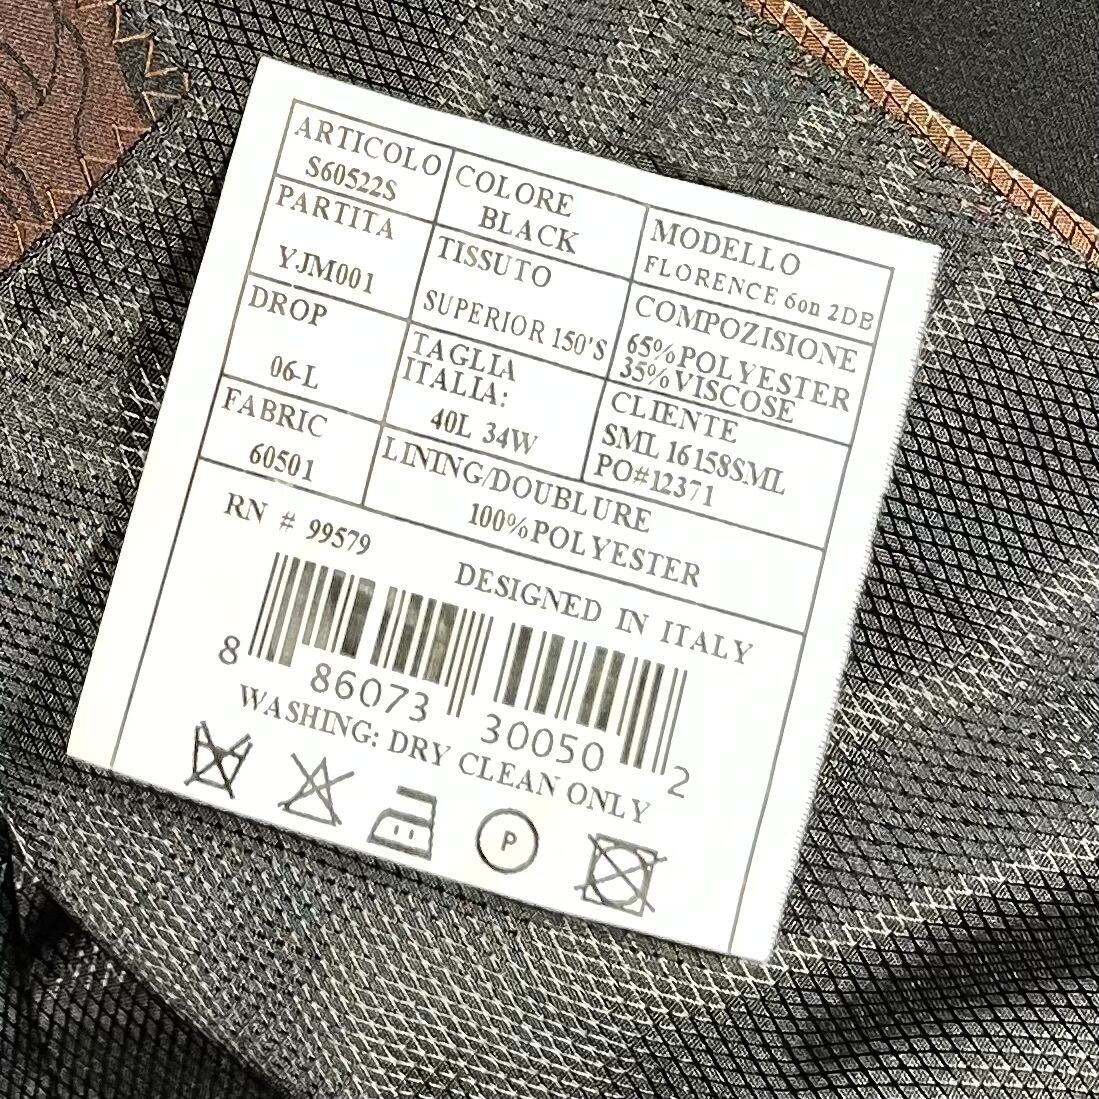 ARTICOLO
S60522S
COLORE
BLACK
MODELLO
FLORENCE 6on 2DB
PARTITA
YJM001
TISSUTO
SUPERIOR 150'S
COMPOZISIONE
65%POLYESTER
35%VISCOSE
DROP
06-L
TAGLIA
ITALIA:
40L 34W
CLIENTE
SML 16158SML
PO#12371
FABRIC
60501
LINING/DOUBLURE
100%POLYESTER
RN # 99579
DESIGNED IN ITALY
8 86073 30050 2
WASHING: DRY CLEAN ONLY
P